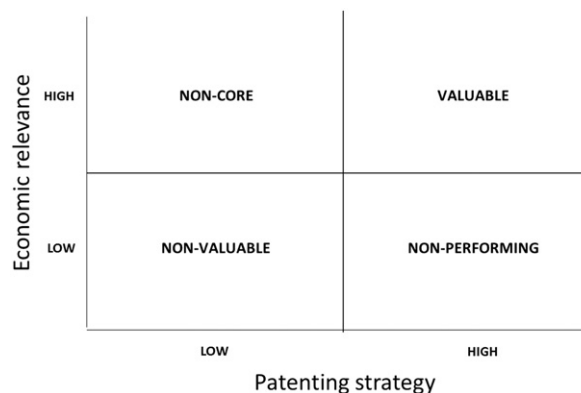 Economic relevance
HIGH
NON-CORE
VALUABLE
LOW
NON-VALUABLE
NON-PERFORMING
LOW
HIGH
Patenting strategy